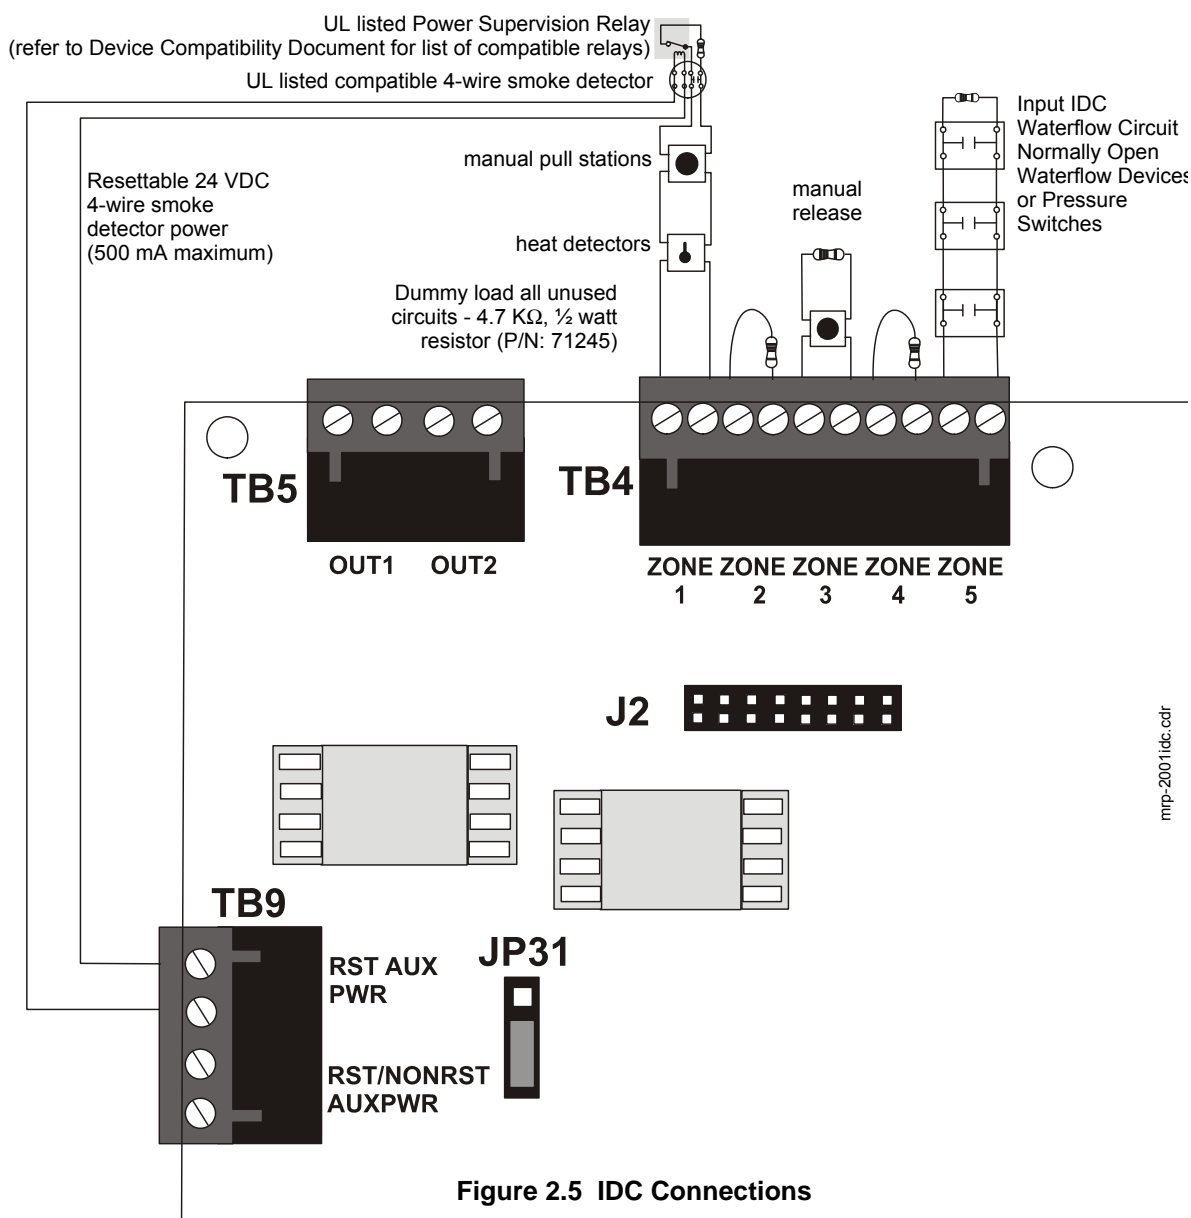 UL listed Power Supervision Relay
(refer to Device Compatibility Document for list of compatible relays)
UL listed compatible 4-wire smoke detector
manual pull stations
heat detectors
Resettable 24 VDC
4-wire smoke
detector power
(500 mA maximum)
Dummy load all unused
circuits - 4.7 KΩ, ½ watt
resistor (P/N: 71245)
manual
release
Input IDC
Waterflow Circuit
Normally Open
Waterflow Devices
or Pressure
Switches
TB5
OUT1 OUT2
TB4
ZONE ZONE ZONE ZONE ZONE
1 2 3 4 5
J2
mrp-2001idc.cdr
TB9
RST AUX
PWR
RST/NONRST
AUXPWR
JP31
Figure 2.5 IDC Connections